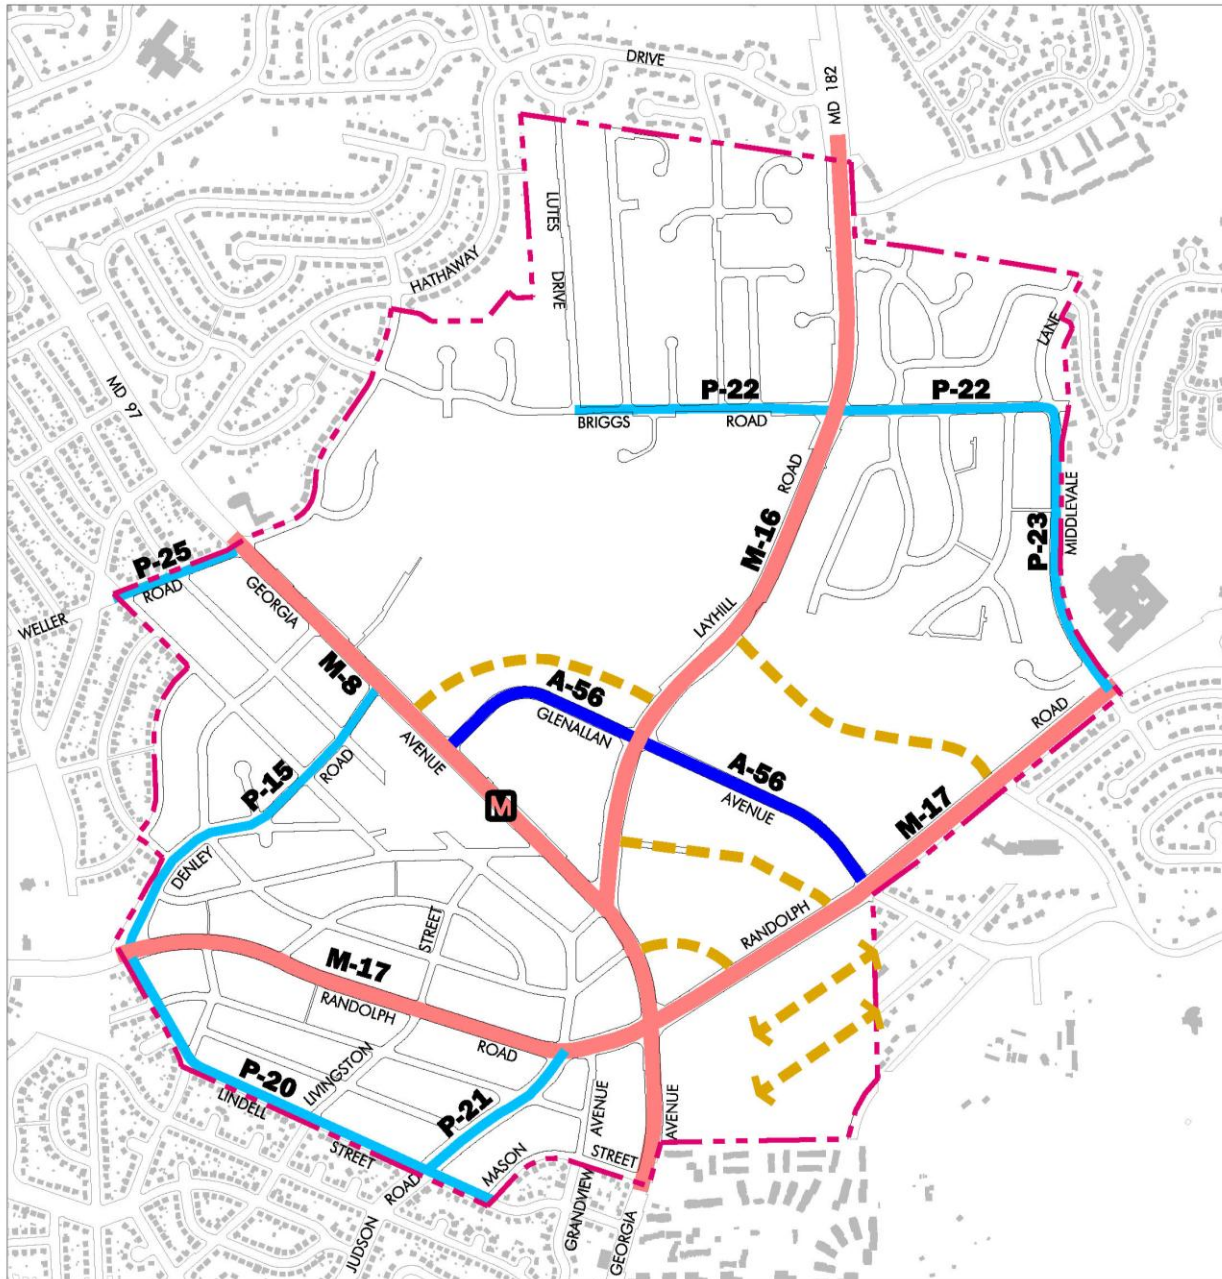 DRIVE
MD 182
LUTES
DRIVE
HATHAWAY
LANE
MD 97
P-22
P-22
BRIGGS
ROAD
ROAD
M-16
MIDDLEVALE
P-23
P-25
ROAD
WELLER
GEORGIA
LAYHILL
M-8
A-56
GLENALLAN
AVENUE
ROAD
ROAD
P-15
A-56
AVENUE
M-17
M
DENLEY
STREET
RANDOLPH
M-17
RANDOLPH
ROAD
LIVINGSTON
P-20
LINDELL
P-21
AVENUE
AVENUE
STREET
MASON
STREET
ROAD
GRANDVIEW
JUDSON
GEORGIA